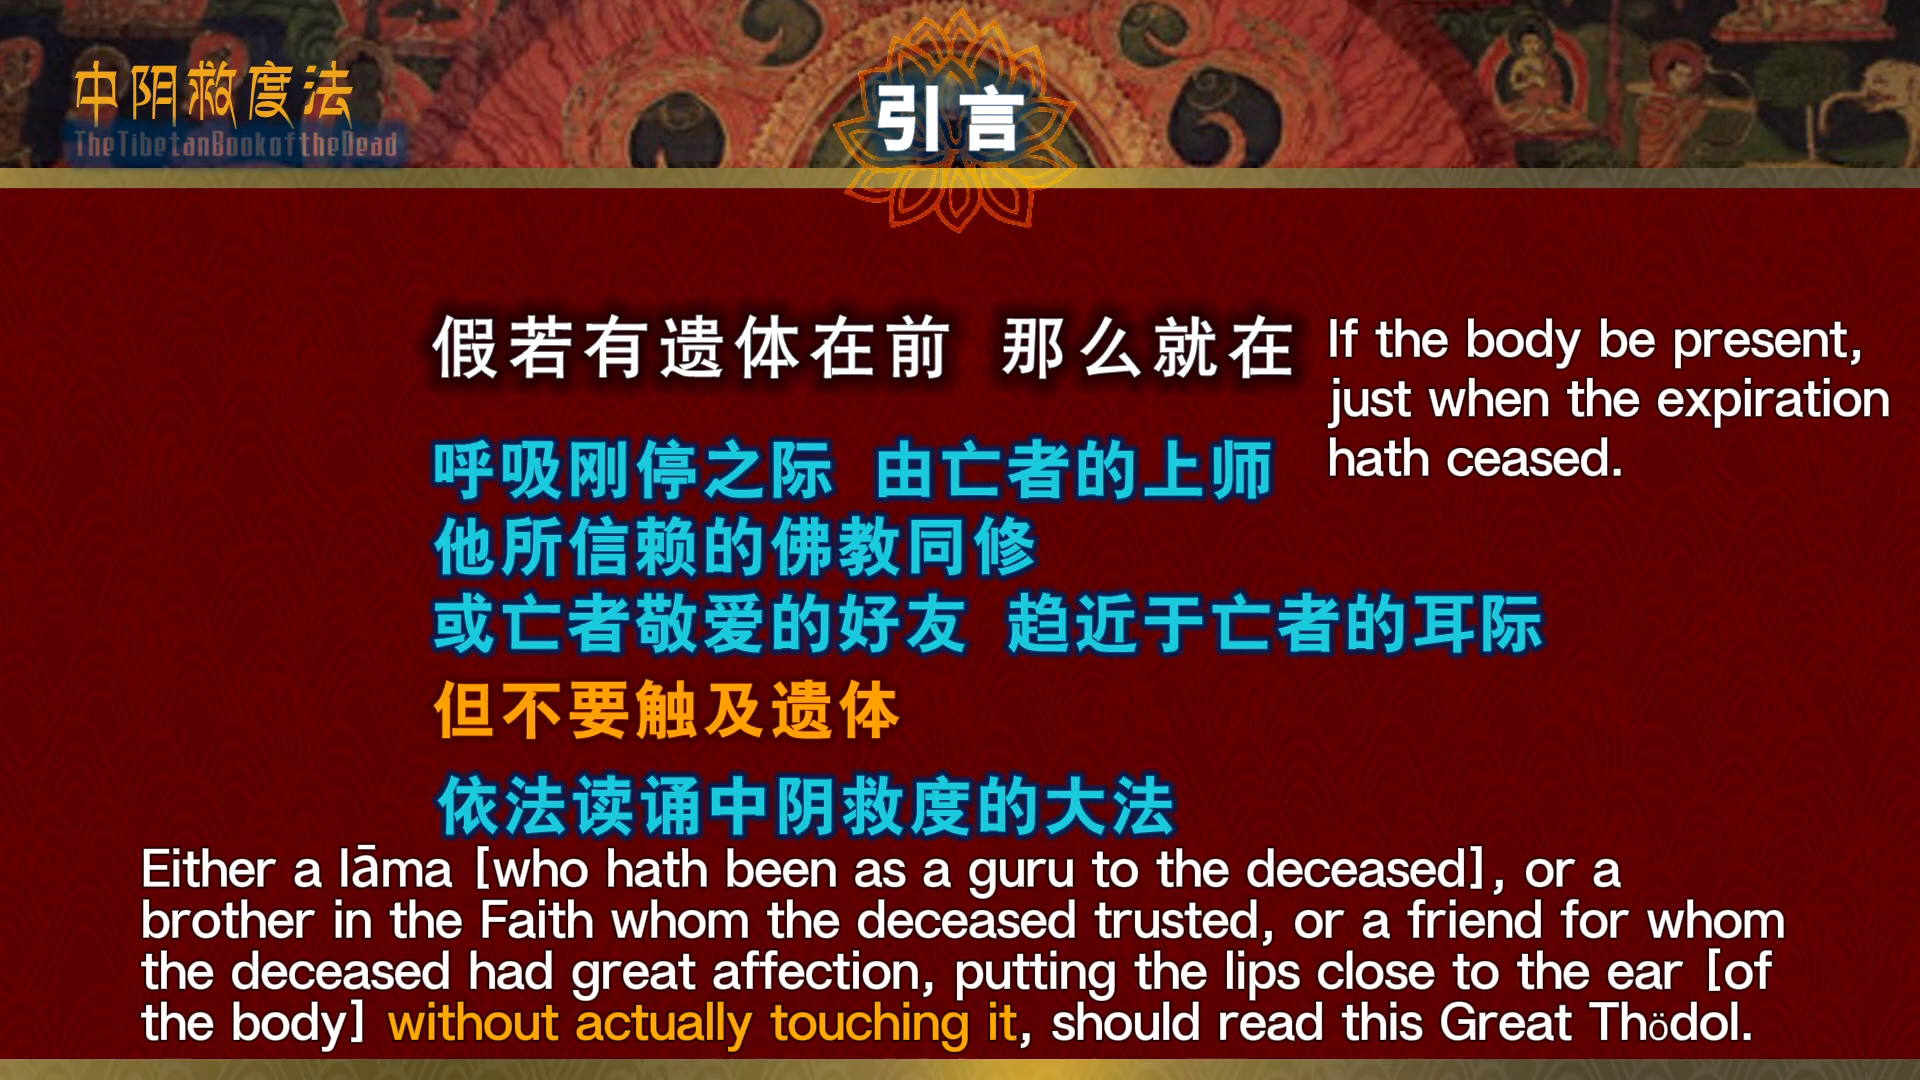 中阴救度法
TheTibetanBookoftheDead
引言
假若有遗体在前 那么就在
If the body be present,
just when the expiration
hath ceased.
呼吸刚停之际 由亡者的上师
他所信赖的佛教同修
或亡者敬爱的好友 趋近于亡者的耳际
但不要触及遗体
依法读诵中阴救度的大法
Either a lāma [who hath been as a guru to the deceased], or a
brother in the Faith whom the deceased trusted, or a friend for whom
the deceased had great affection, putting the lips close to the ear [of
the body] without actually touching it, should read this Great Thödol.